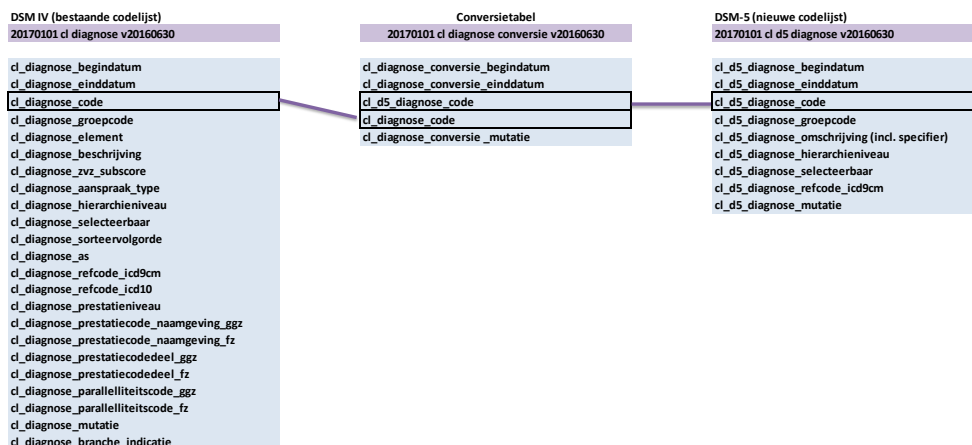 DSM IV (bestaande codelijst)
20170101 cl diagnose v20160630
cl_diagnose_begindatum
cl_diagnose_einddatum
cl_diagnose_code
cl_diagnose_groepcode
cl_diagnose_element
cl_diagnose_beschrijving
cl_diagnose_zvz_subscore
cl_diagnose_aanspraak_type
cl_diagnose_hierarchieniveau
cl_diagnose_selecteerbaar
cl_diagnose_sorteervolgorde
cl_diagnose_as
cl_diagnose_refcode_icd9cm
cl_diagnose_refcode_icd10
cl_diagnose_prestatieniveau
cl_diagnose_prestatiecode_naamgeving_ggz
cl_diagnose_prestatiecode_naamgeving_fz
cl_diagnose_prestatiecodedeel_ggz
cl_diagnose_prestatiecodedeel_fz
cl_diagnose_parallelliteitscode_ggz
cl_diagnose_parallelliteitscode_fz
cl_diagnose_mutatie
cl_diagnose_branche_indicatie
Conversietabel
20170101 cl diagnose conversie v20160630
cl_diagnose_conversie_begindatum
cl_diagnose_conversie_einddatum
cl_d5_diagnose_code
cl_diagnose_code
cl_diagnose_conversie _mutatie
DSM-5 (nieuwe codelijst)
20170101 cl d5 diagnose v20160630
cl_d5_diagnose_begindatum
cl_d5_diagnose_einddatum
cl_d5_diagnose_code
cl_d5_diagnose_groepcode
cl_d5_diagnose_omschrijving (incl. specifier)
cl_d5_diagnose_hierarchieniveau
cl_d5_diagnose_selecteerbaar
cl_d5_diagnose_refcode_icd9cm
cl_d5_diagnose_mutatie